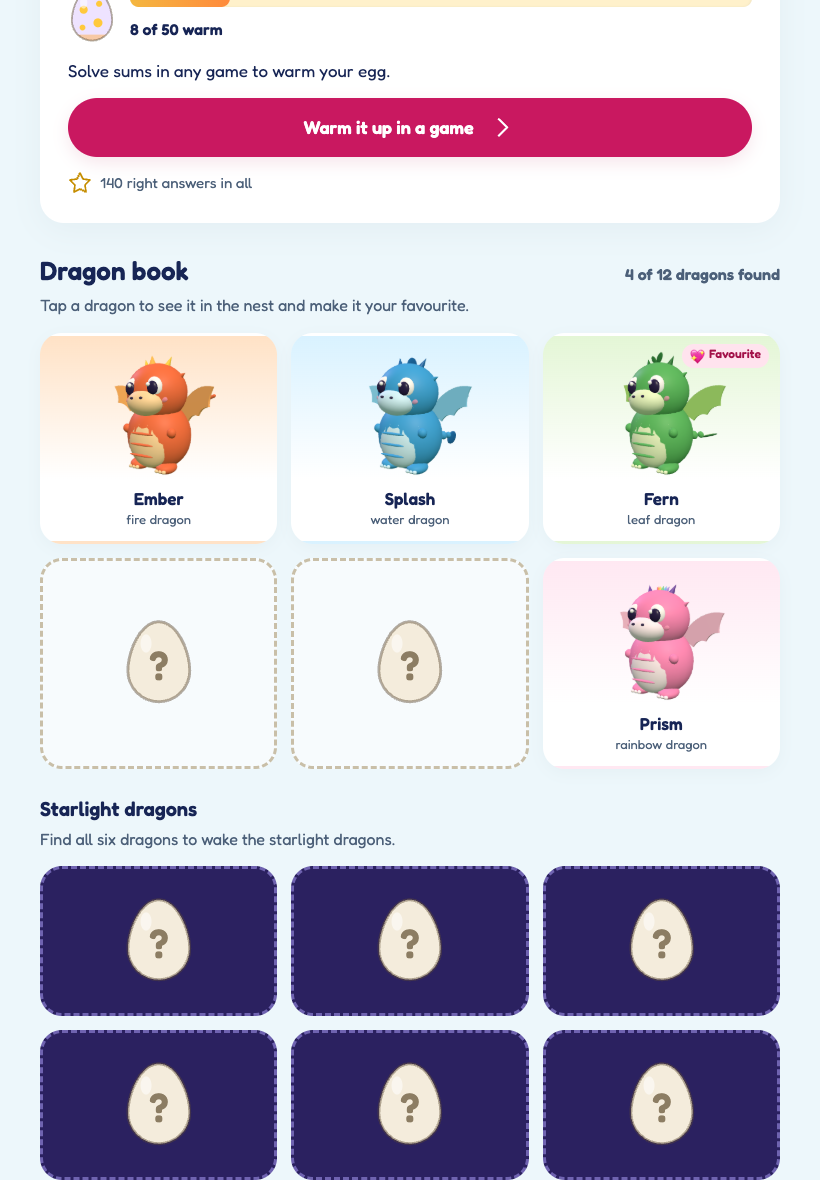 8 of 50 warm
Solve sums in any game to warm your egg.
Warm it up in a game
140 right answers in all
Dragon book
4 of 12 dragons found
Tap a dragon to see it in the nest and make it your favourite.
Favourite
Ember
fire dragon
Splash
water dragon
Fern
leaf dragon
?
?
Prism
rainbow dragon
Starlight dragons
Find all six dragons to wake the starlight dragons.
?
?
?
?
?
?